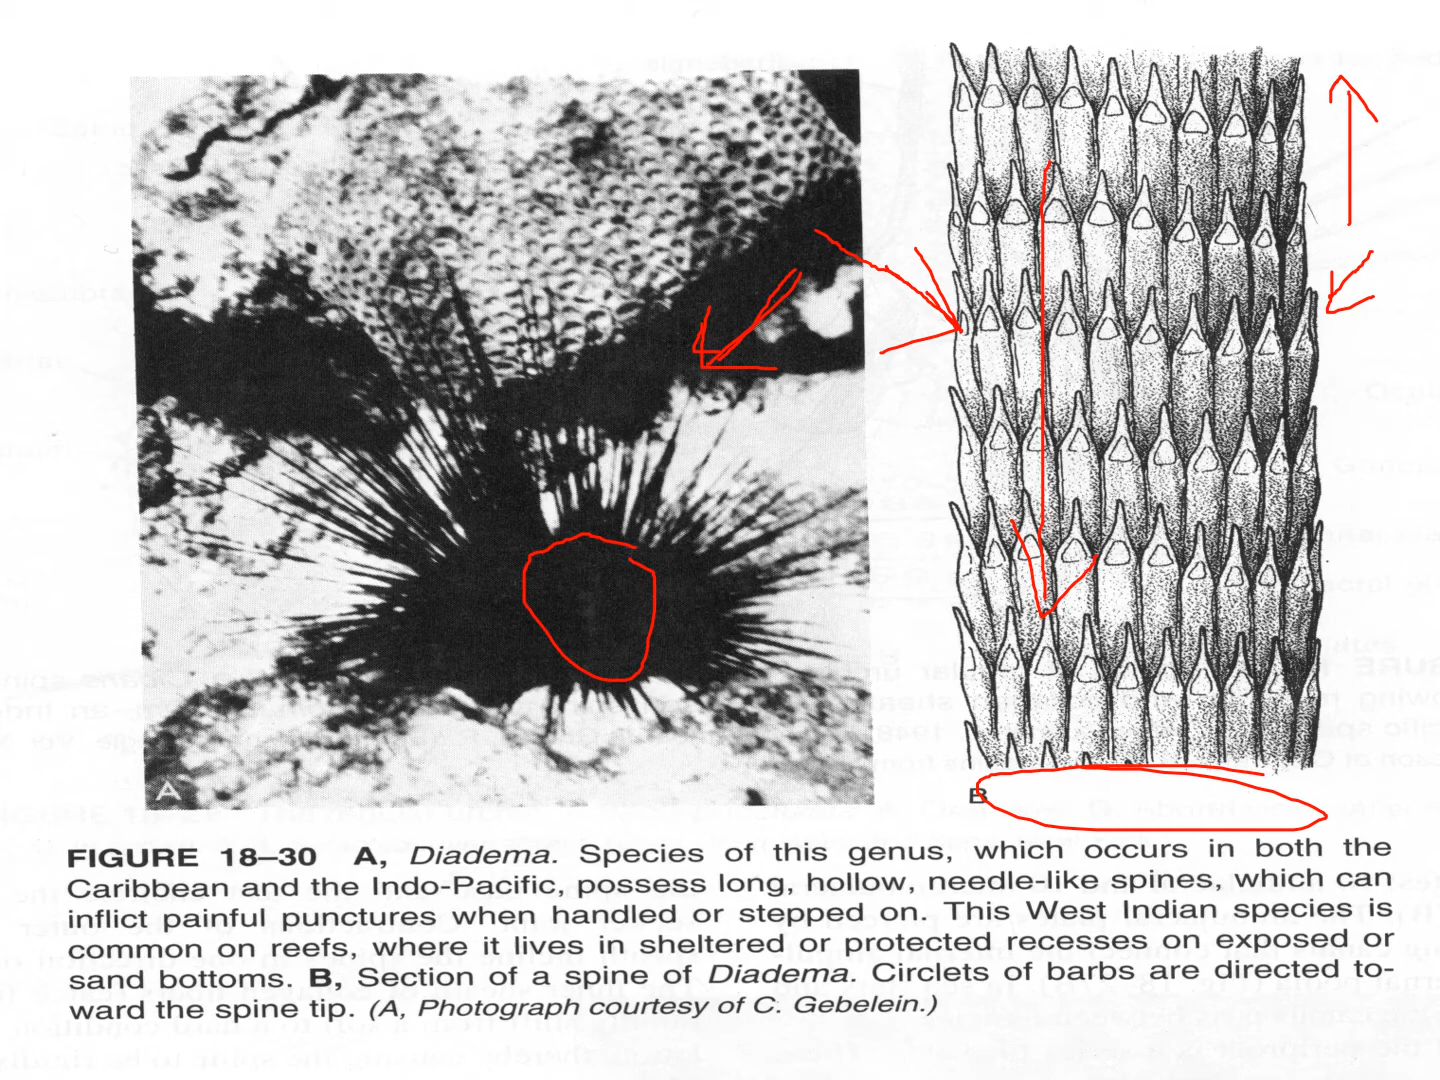 A
B
FIGURE 18–30 A, Diadema. Species of this genus, which occurs in both the
Caribbean and the Indo-Pacific, possess long, hollow, needle-like spines, which can
inflict painful punctures when handled or stepped on. This West Indian species is
common on reefs, where it lives in sheltered or protected recesses on exposed or
sand bottoms. B, Section of a spine of Diadema. Circlets of barbs are directed to-
ward the spine tip. (A, Photograph courtesy of C. Gebelein.)